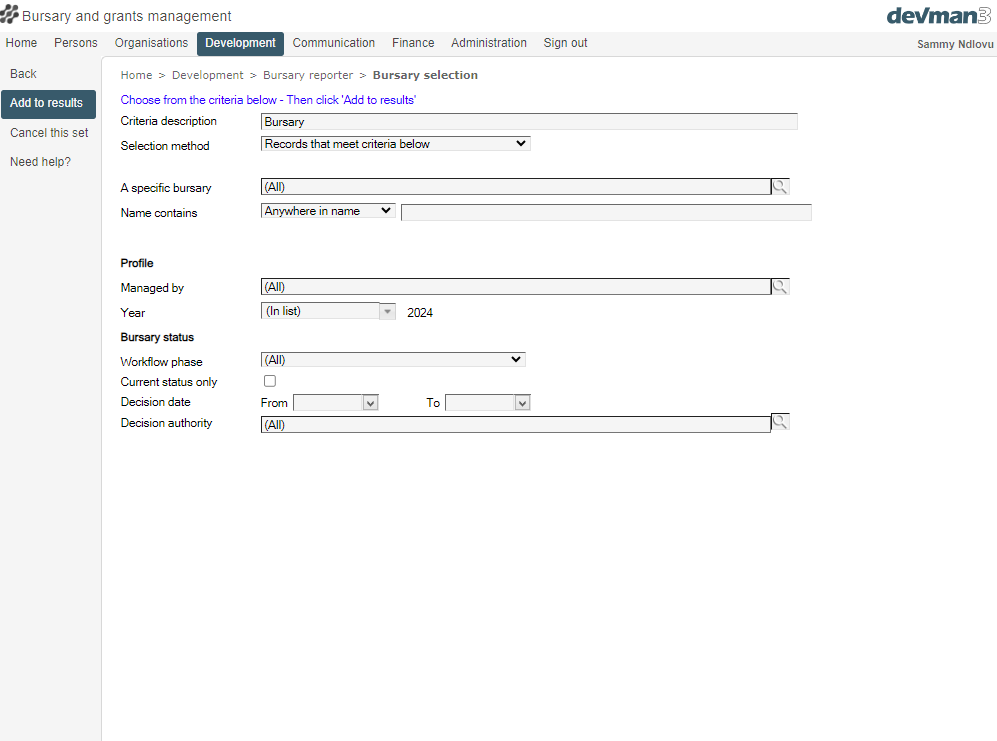 Bursary and grants management
devman3
Home Persons Organisations Development Communication Finance Administration Sign out
Sammy Ndlovu
Back
Add to results
Cancel this set
Need help?
Home > Development > Bursary reporter > Bursary selection
Choose from the criteria below - Then click 'Add to results'
Criteria description Bursary
Selection method Records that meet criteria below
A specific bursary (All)
Name contains Anywhere in name
Profile
Managed by (All)
Year (In list) 2024
Bursary status
Workflow phase (All)
Current status only
Decision date From To
Decision authority (All)